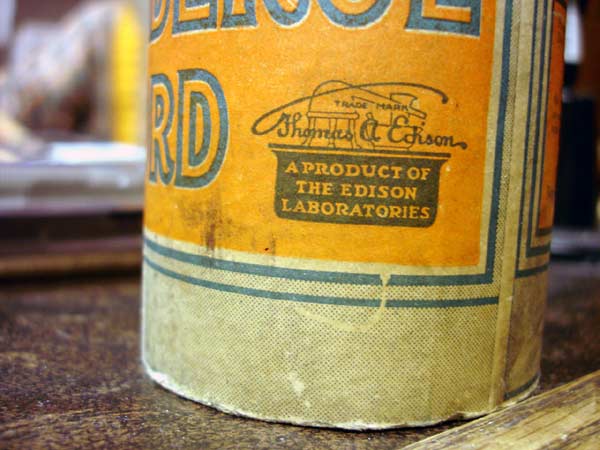 RD
TRADE MARK
Thomas A Edison
A PRODUCT OF
THE EDISON
LABORATORIES